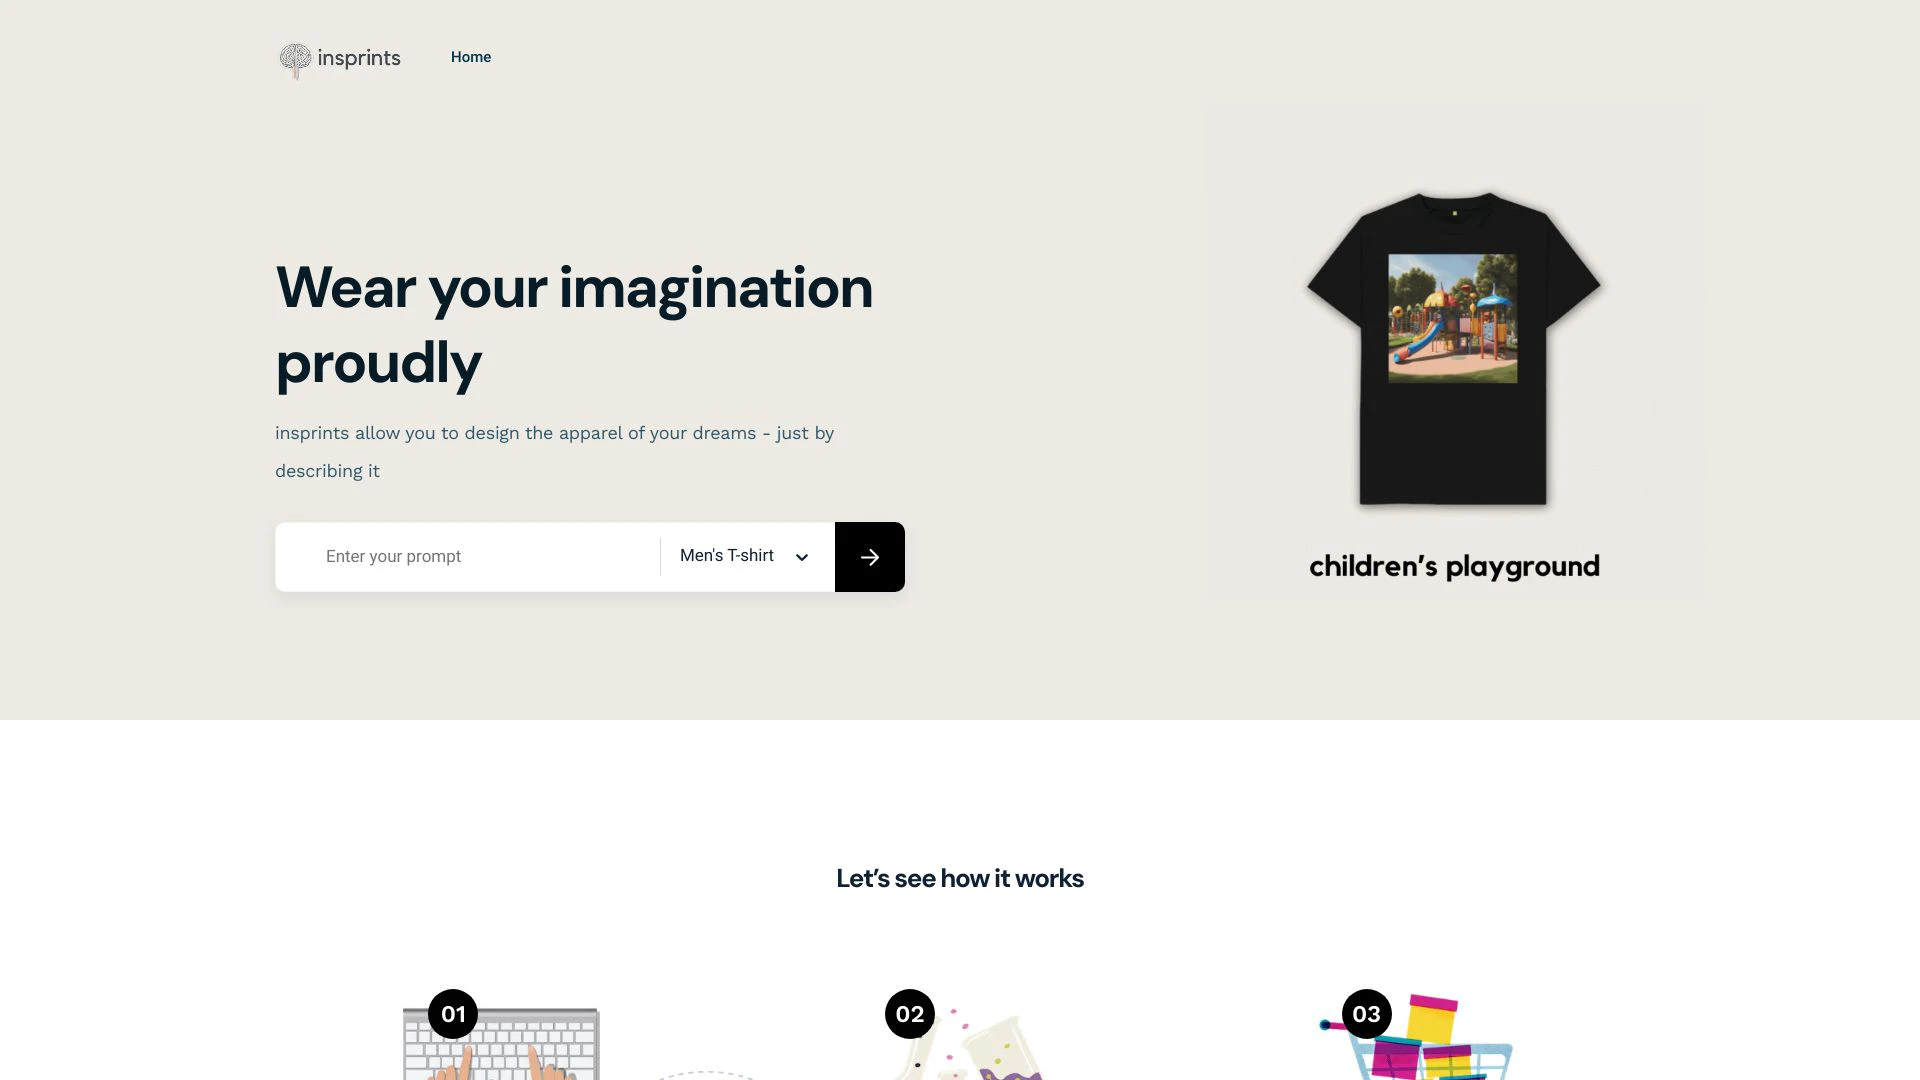 insprints
Home
Wear your imagination
proudly
insprints allow you to design the apparel of your dreams - just by
describing it
Enter your prompt
Men's T-shirt
children's playground
Let's see how it works
01
02
03